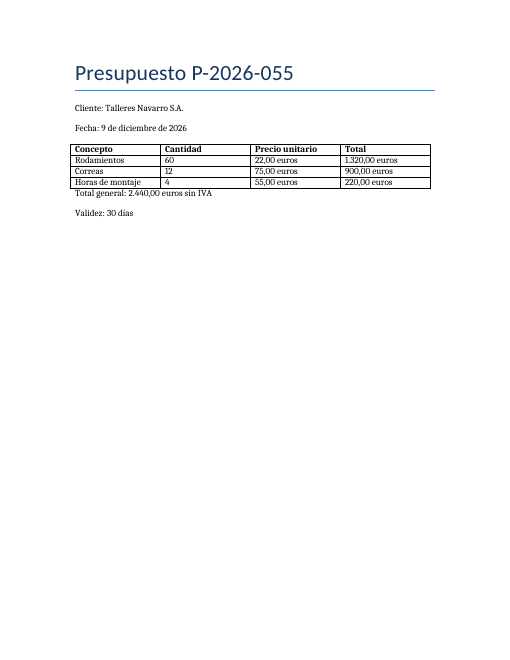 Presupuesto P-2026-055
Cliente: Talleres Navarro S.A.
Fecha: 9 de diciembre de 2026
Concepto Cantidad Precio unitario Total
Rodamientos 60 22,00 euros 1.320,00 euros
Correas 12 75,00 euros 900,00 euros
Horas de montaje 4 55,00 euros 220,00 euros
Total general: 2.440,00 euros sin IVA
Validez: 30 dias